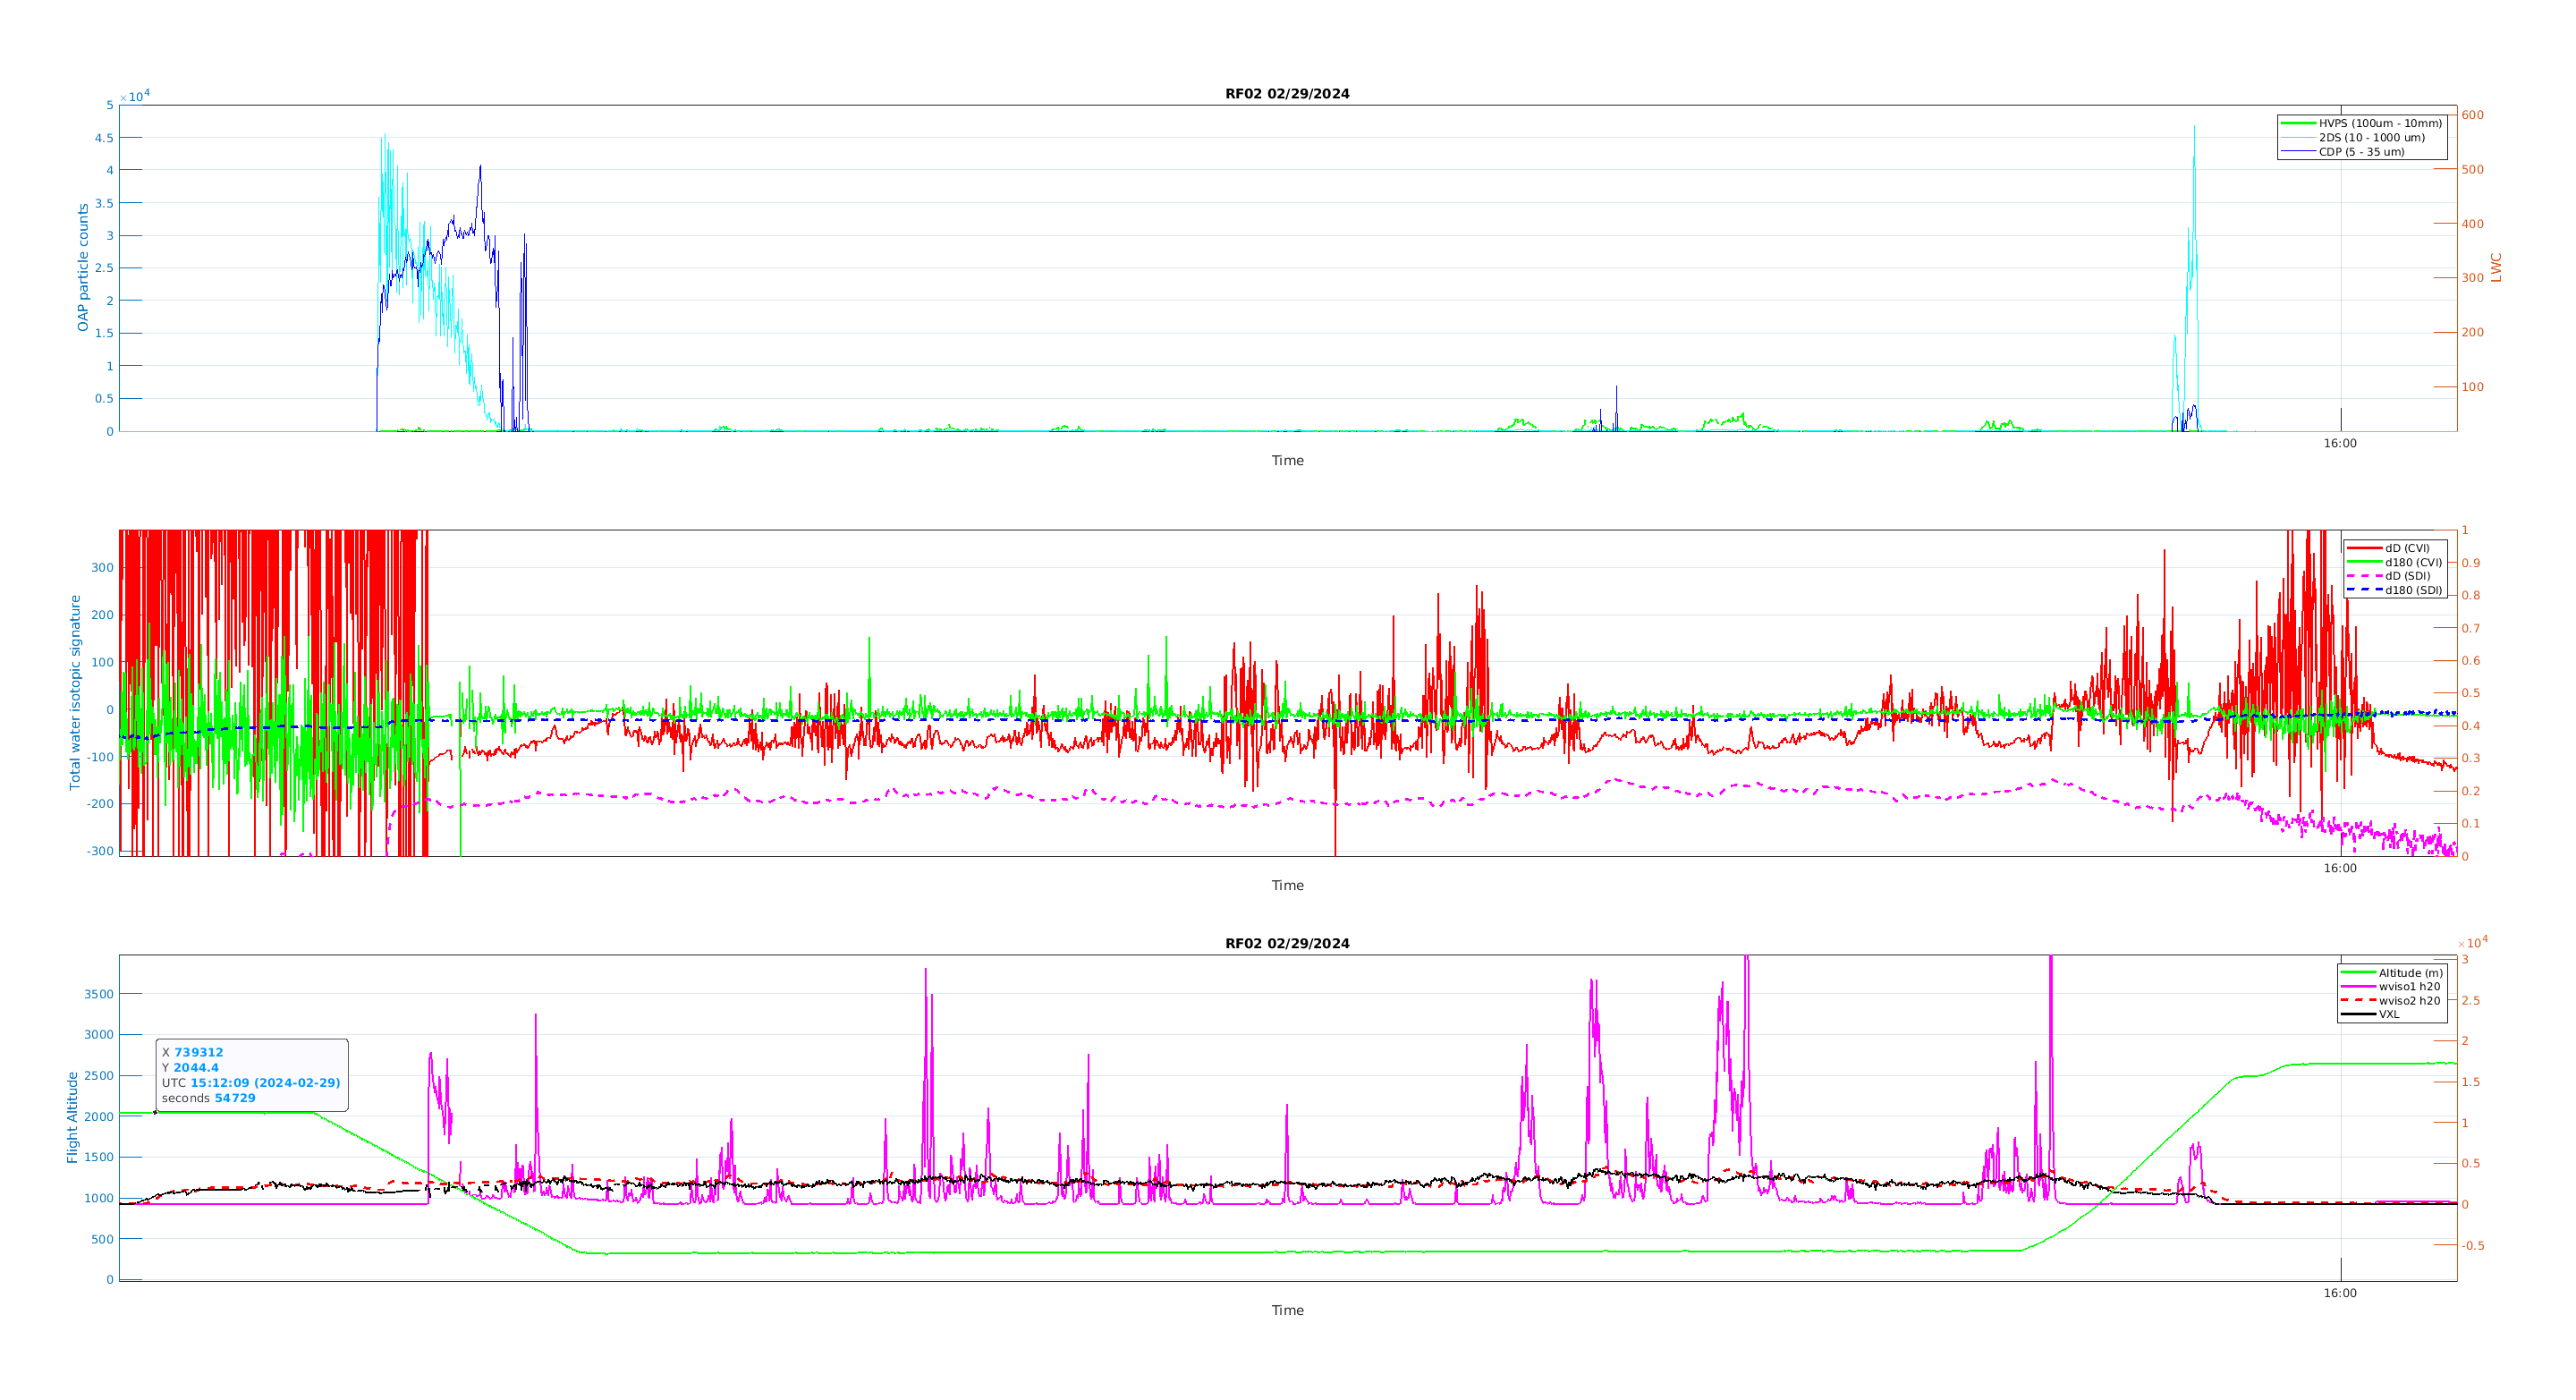 RF02 02/29/2024
×10^4
5
4.5
4
3.5
3
2.5
2
1.5
1
0.5
0
OAP particle counts
600
500
400
300
200
100
LWC
HVPS (100um - 10mm)
2DS (10 - 1000 um)
CDP (5 - 35 um)
16:00
Time
300
200
100
0
-100
-200
-300
Total water isotopic signature
1
0.9
0.8
0.7
0.6
0.5
0.4
0.3
0.2
0.1
0
dD (CVI)
d180 (CVI)
dD (SDI)
d180 (SDI)
16:00
Time
RF02 02/29/2024
×10^4
3500
3000
2500
2000
1500
1000
500
0
Flight Altitude
X 739312
Y 2044.4
UTC 15:12:09 (2024-02-29)
seconds 54729
3
2.5
2
1.5
1
0.5
0
-0.5
Altitude (m)
wviso1 h20
wviso2 h20
VXL
16:00
Time